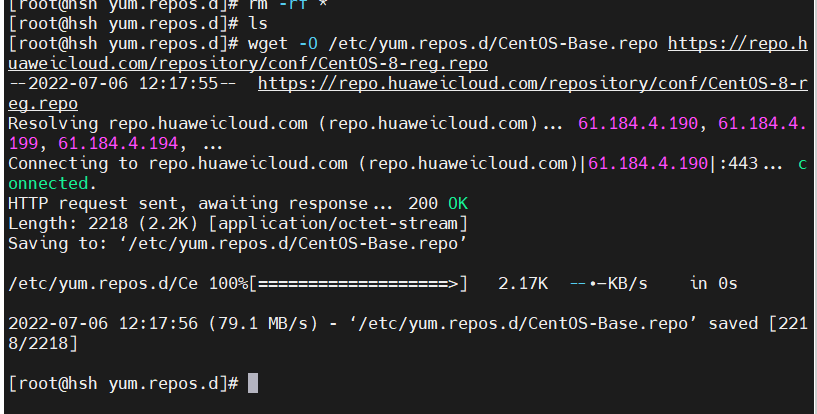 [root@hsh yum.repos.d]# rm -rf *
[root@hsh yum.repos.d]# ls
[root@hsh yum.repos.d]# wget -O /etc/yum.repos.d/CentOS-Base.repo https://repo.h
uaweicloud.com/repository/conf/CentOS-8-reg.repo
--2022-07-06 12:17:55--  https://repo.huaweicloud.com/repository/conf/CentOS-8-r
eg.repo
Resolving repo.huaweicloud.com (repo.huaweicloud.com)... 61.184.4.190, 61.184.4.
199, 61.184.4.194, ...
Connecting to repo.huaweicloud.com (repo.huaweicloud.com)|61.184.4.190|:443... c
onnected.
HTTP request sent, awaiting response... 200 OK
Length: 2218 (2.2K) [application/octet-stream]
Saving to: ‘/etc/yum.repos.d/CentOS-Base.repo’
/etc/yum.repos.d/Ce 100%[===================>]   2.17K  --•-KB/s    in 0s
2022-07-06 12:17:56 (79.1 MB/s) - ‘/etc/yum.repos.d/CentOS-Base.repo’ saved [221
8/2218]
[root@hsh yum.repos.d]#